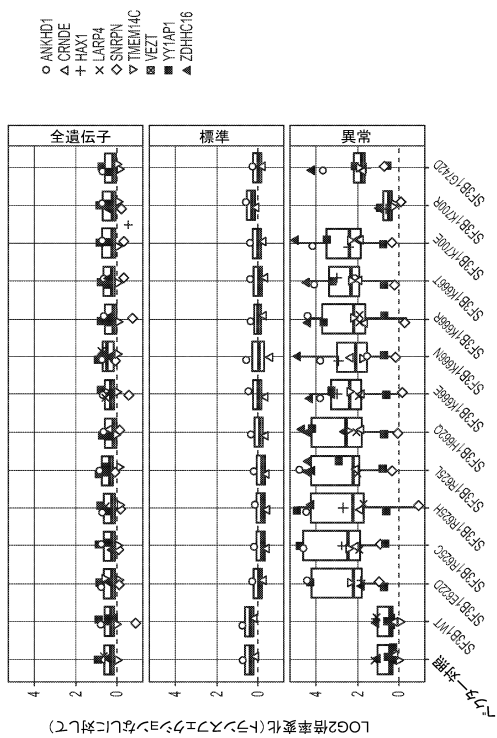 ○ ANKHD1
△ CRNDE
+ HAX1
× LARP4
◇ SNRPN
▽ TMEM14C
⊠ VEZT
■ YY1AP1
▲ ZDHHC16
全遺伝子
標準
異常
4
2
0
4
2
0
4
2
0
LOG2倍率変化(トランスフェクションなしに対して)
ベクター対照
SF3B1WT
SF3B1E622D
SF3B1R625C
SF3B1R625H
SF3B1R625L
SF3B1H662Q
SF3B1K666E
SF3B1K666N
SF3B1K666R
SF3B1K666T
SF3B1K700E
SF3B1K700R
SF3B1G742D